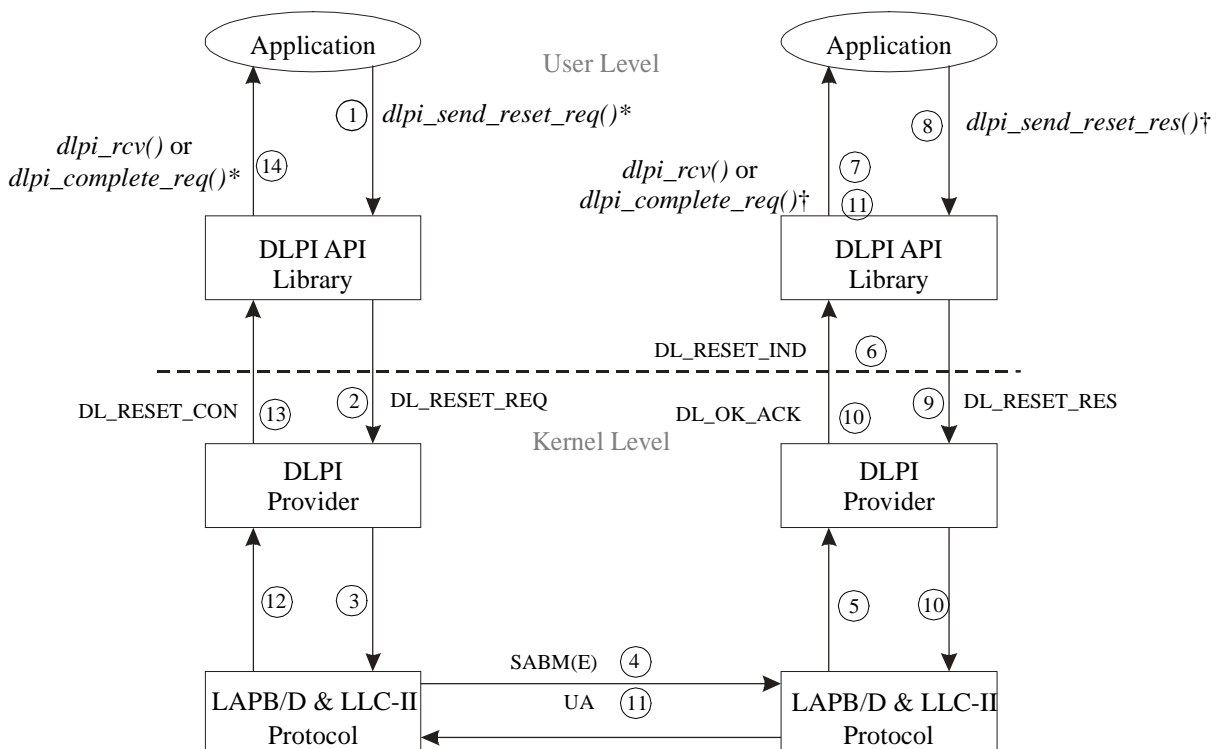 Application
Application
User Level
1
dlpi_send_reset_req()*
8
dlpi_send_reset_res()†
dlpi_rcv() or
dlpi_complete_req()*
14
dlpi_rcv() or
dlpi_complete_req()†
7
11
DLPI API
Library
DLPI API
Library
DL_RESET_IND
6
DL_RESET_CON
13
2
DL_RESET_REQ
DL_OK_ACK
10
9
DL_RESET_RES
Kernel Level
DLPI
Provider
DLPI
Provider
12
3
5
10
SABM(E)
4
UA
11
LAPB/D & LLC-II
Protocol
LAPB/D & LLC-II
Protocol